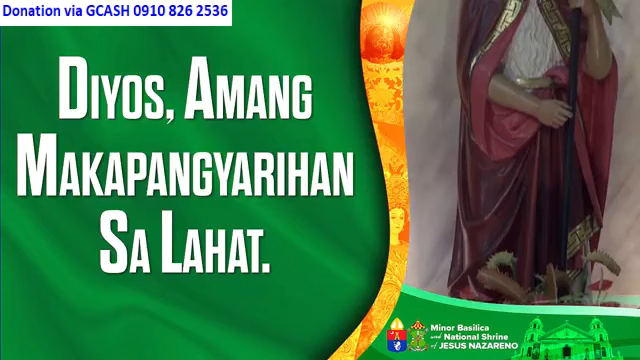 Donation via GCASH 0910 826 2536
DIYOS, AMANG
MAKAPANGYARIHAN
SA LAHAT.
Minor Basilica
and National Shrine
of JESUS NAZARENO